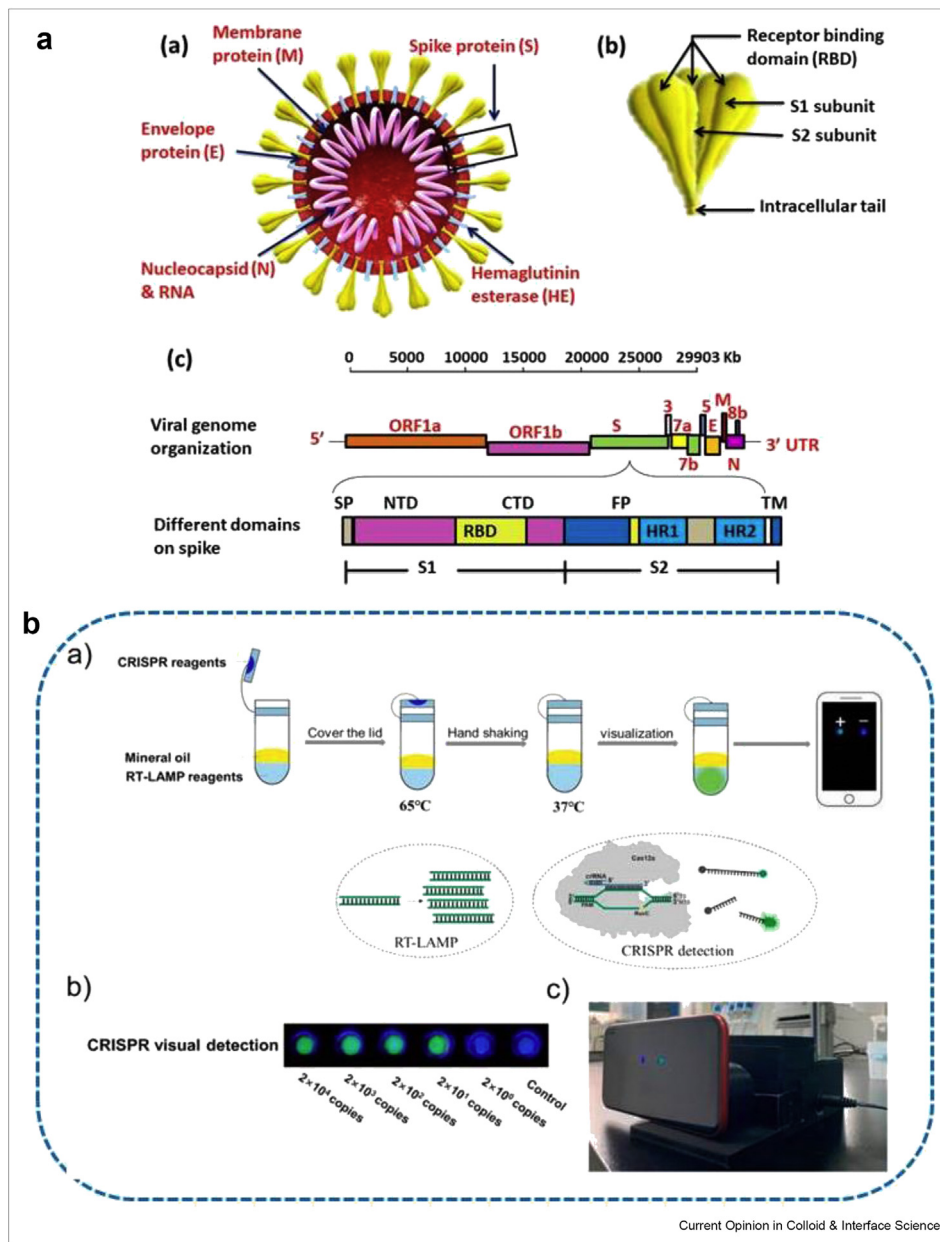 a
(a)
Membrane
protein (M)
Spike protein (S)
Envelope
protein (E)
Nucleocapsid (N)
& RNA
Hemaglutinin
esterase (HE)
(b)
Receptor binding
domain (RBD)
S1 subunit
S2 subunit
Intracellular tail
(c)
0 5000 10000 15000 20000 25000 29903 Kb
Viral genome
organization
5’ ORF1a ORF1b S 3 7a 7b 5 E M 8b N 3’ UTR
SP NTD CTD FP TM
Different domains
on spike
RBD HR1 HR2
S1 S2
b
a)
CRISPR reagents
Mineral oil
RT-LAMP reagents
Cover the lid
Hand shaking
visualization
65°C
37°C
+ −
RT-LAMP
Cas12a
crRNA
PAM
RuvC
CRISPR detection
b)
CRISPR visual detection
2×10⁴ copies
2×10³ copies
2×10² copies
2×10¹ copies
2×10⁰ copies
Control
c)
Current Opinion in Colloid & Interface Science